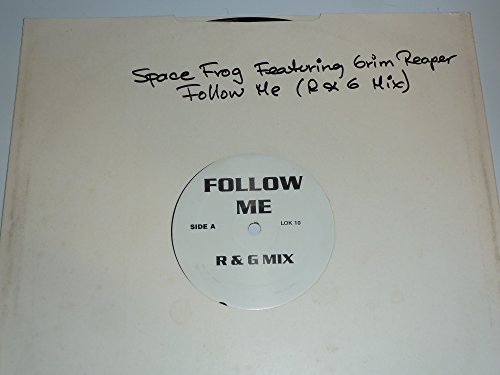 Space Frog Featuring Grim Reaper
Follow Me (R & G Mix)
FOLLOW
ME
SIDE A LOK 10
R & G MIX